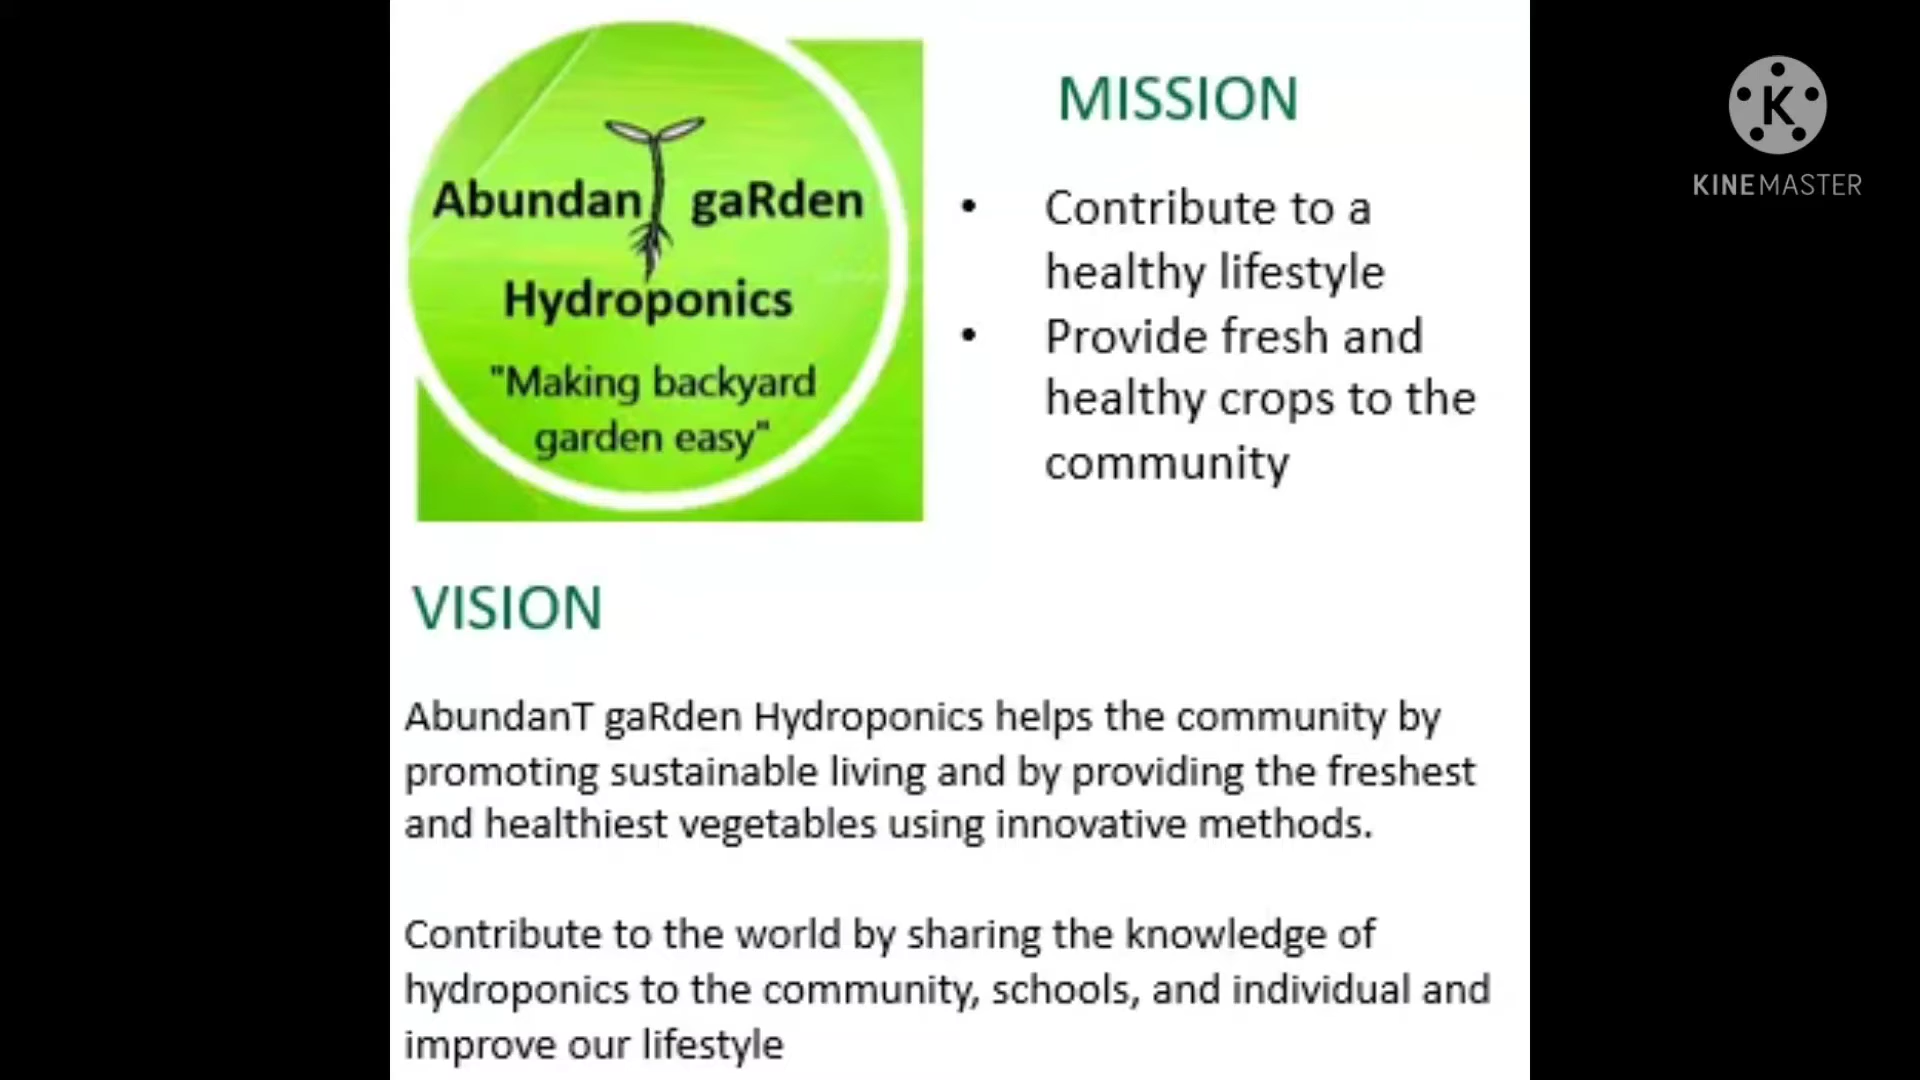 Abundan gaRden
Hydroponics
"Making backyard
garden easy"
MISSION
• Contribute to a
healthy lifestyle
• Provide fresh and
healthy crops to the
community
VISION
AbundanT gaRden Hydroponics helps the community by
promoting sustainable living and by providing the freshest
and healthiest vegetables using innovative methods.
Contribute to the world by sharing the knowledge of
hydroponics to the community, schools, and individual and
improve our lifestyle
K
KINEMASTER